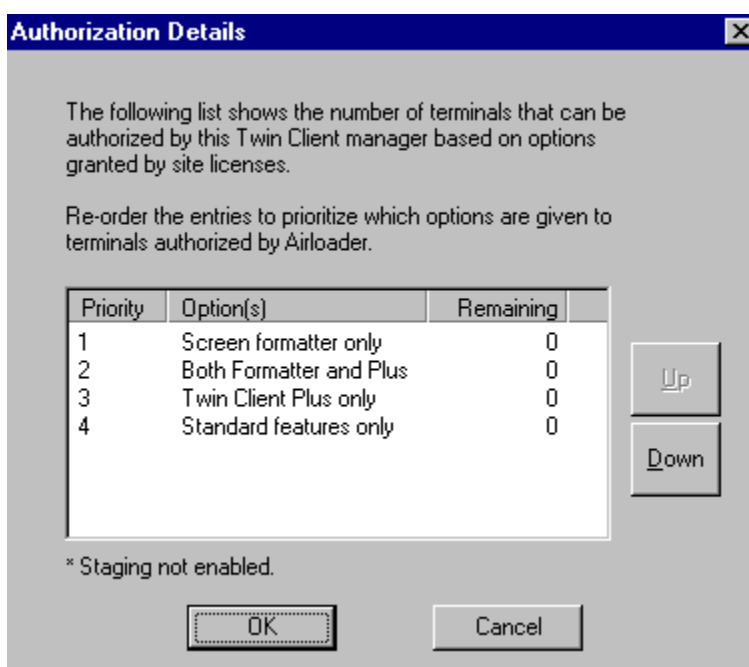 Authorization Details
The following list shows the number of terminals that can be
authorized by this Twin Client manager based on options
granted by site licenses.
Re-order the entries to prioritize which options are given to
terminals authorized by Airloader.
Priority Option(s) Remaining
1 Screen formatter only 0
2 Both Formatter and Plus 0
3 Twin Client Plus only 0
4 Standard features only 0
Up
Down
* Staging not enabled.
OK Cancel